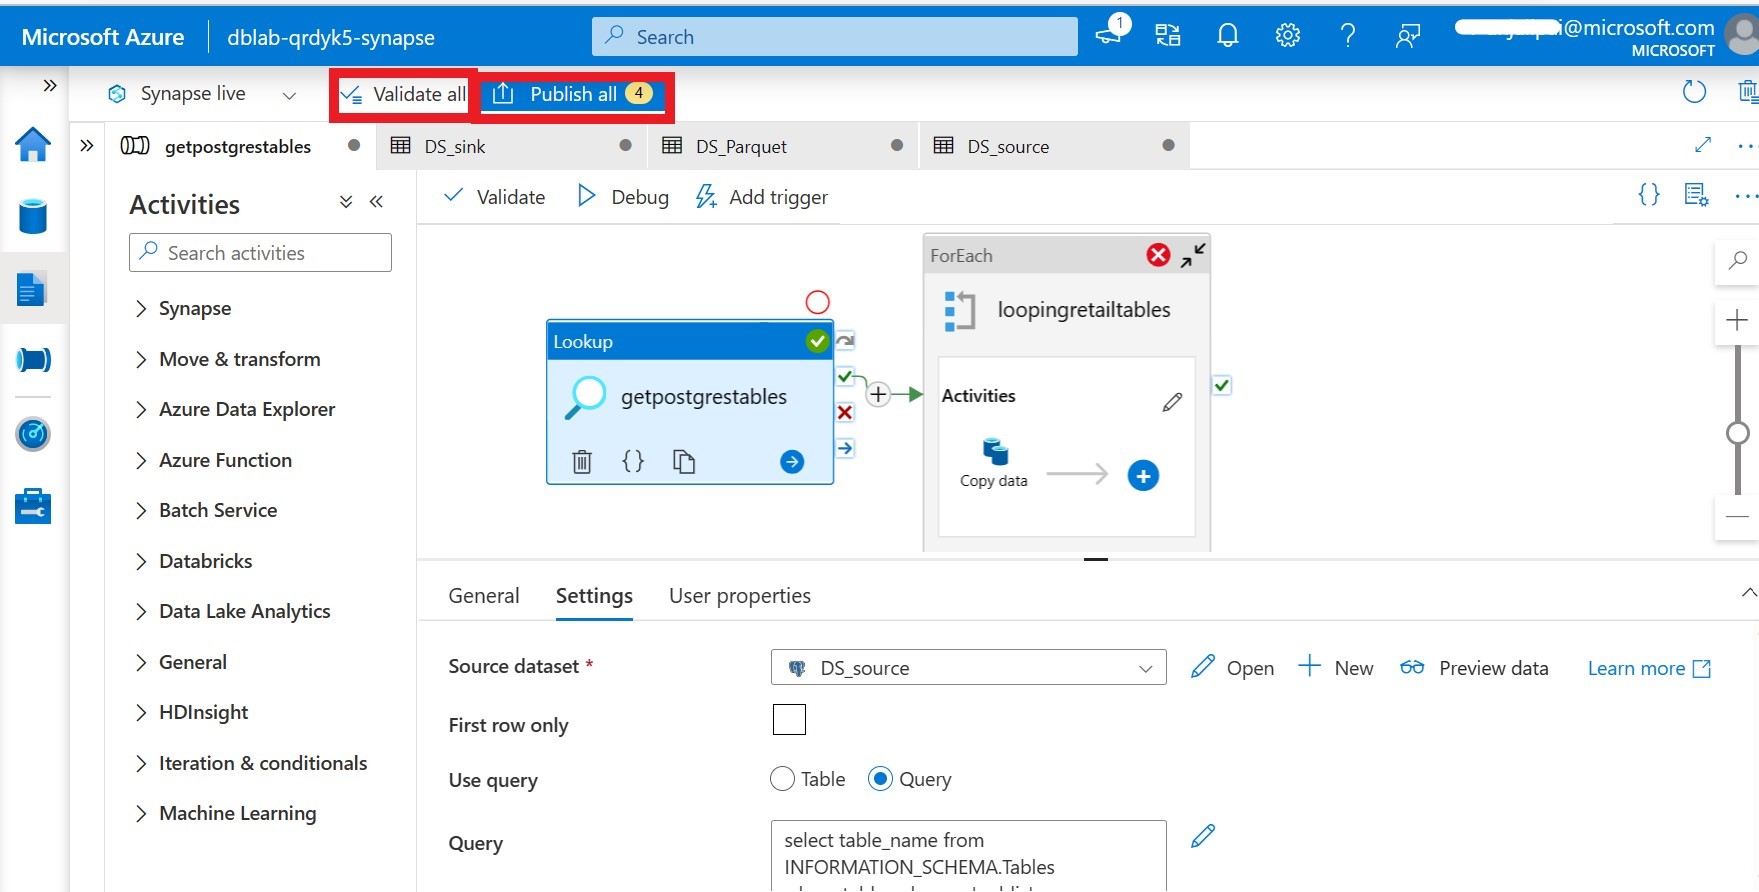 Microsoft Azure
dblab-qrdyk5-synapse
Search
1
@microsoft.com
MICROSOFT
Synapse live
Validate all
Publish all 4
getpostgrestables
DS_sink
DS_Parquet
DS_source
Activities
Search activities
Synapse
Move & transform
Azure Data Explorer
Azure Function
Batch Service
Databricks
Data Lake Analytics
General
HDInsight
Iteration & conditionals
Machine Learning
Validate
Debug
Add trigger
{}
Lookup
getpostgrestables
{}
ForEach
loopingretailtables
Activities
Copy data
General
Settings
User properties
Source dataset *
DS_source
Open
New
Preview data
Learn more
First row only
Use query
Table
Query
Query
select table_name from
INFORMATION_SCHEMA.Tables